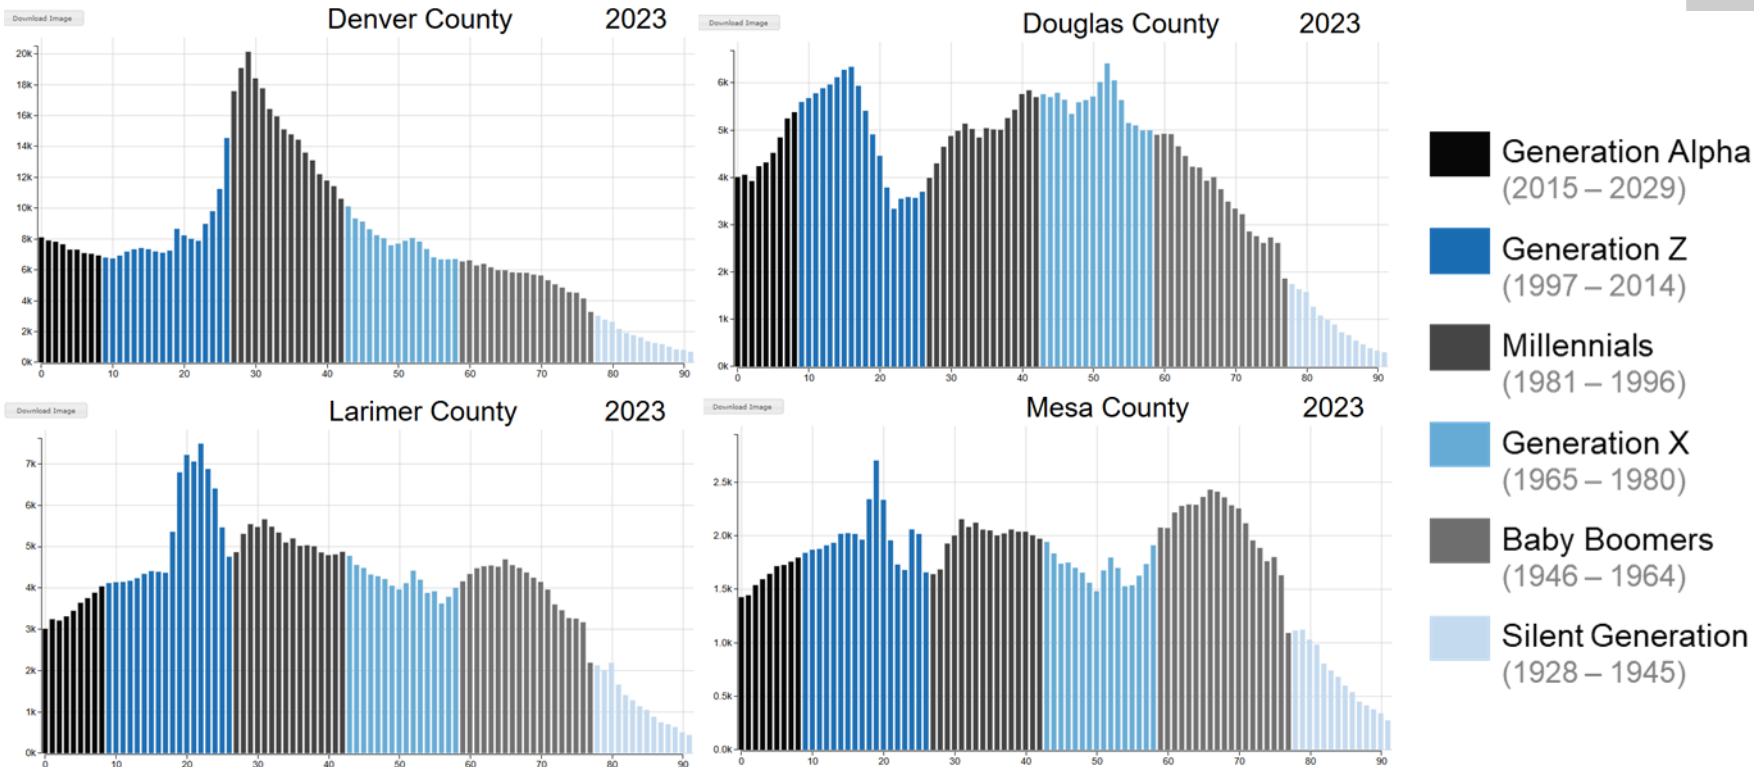 Download Image
Denver County 2023
20k
18k
16k
14k
12k
10k
8k
6k
4k
2k
0k
0 10 20 30 40 50 60 70 80 90
Download Image
Douglas County 2023
6k
5k
4k
3k
2k
1k
0k
0 10 20 30 40 50 60 70 80 90
Download Image
Larimer County 2023
7k
6k
5k
4k
3k
2k
1k
0k
0 10 20 30 40 50 60 70 80 90
Download Image
Mesa County 2023
2.5k
2.0k
1.5k
1.0k
0.5k
0.0k
0 10 20 30 40 50 60 70 80 90
Generation Alpha
(2015 – 2029)
Generation Z
(1997 – 2014)
Millennials
(1981 – 1996)
Generation X
(1965 – 1980)
Baby Boomers
(1946 – 1964)
Silent Generation
(1928 – 1945)